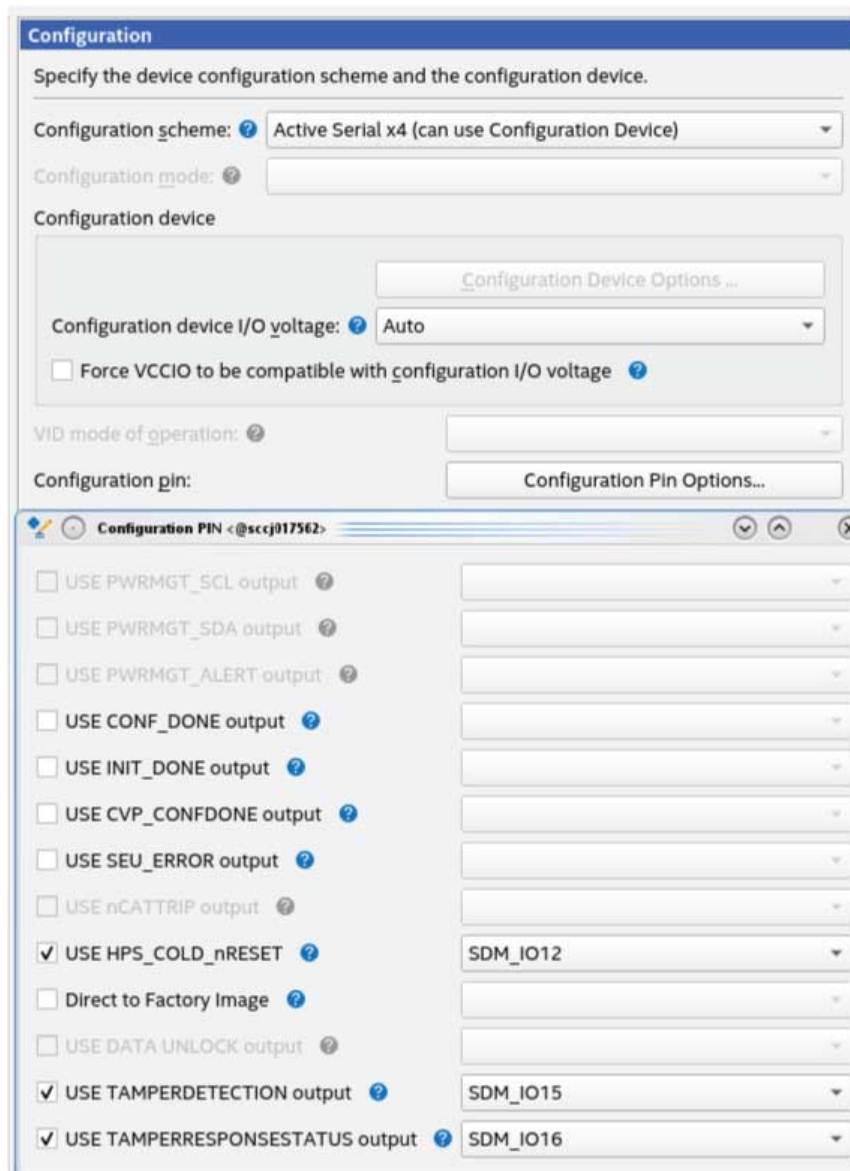 Configuration
Specify the device configuration scheme and the configuration device.
Configuration scheme: Active Serial x4 (can use Configuration Device)
Configuration mode:
Configuration device
Configuration Device Options ...
Configuration device I/O voltage: Auto
Force VCCIO to be compatible with configuration I/O voltage
VID mode of operation:
Configuration pin: Configuration Pin Options...
Configuration PIN <@sccj017562>
USE PWRMGT_SCL output
USE PWRMGT_SDA output
USE PWRMGT_ALERT output
USE CONF_DONE output
USE INIT_DONE output
USE CVP_CONFDONE output
USE SEU_ERROR output
USE nCATTRIP output
USE HPS_COLD_nRESET SDM_IO12
Direct to Factory Image
USE DATA UNLOCK output
USE TAMPERDETECTION output SDM_IO15
USE TAMPERRESPONSESTATUS output SDM_IO16